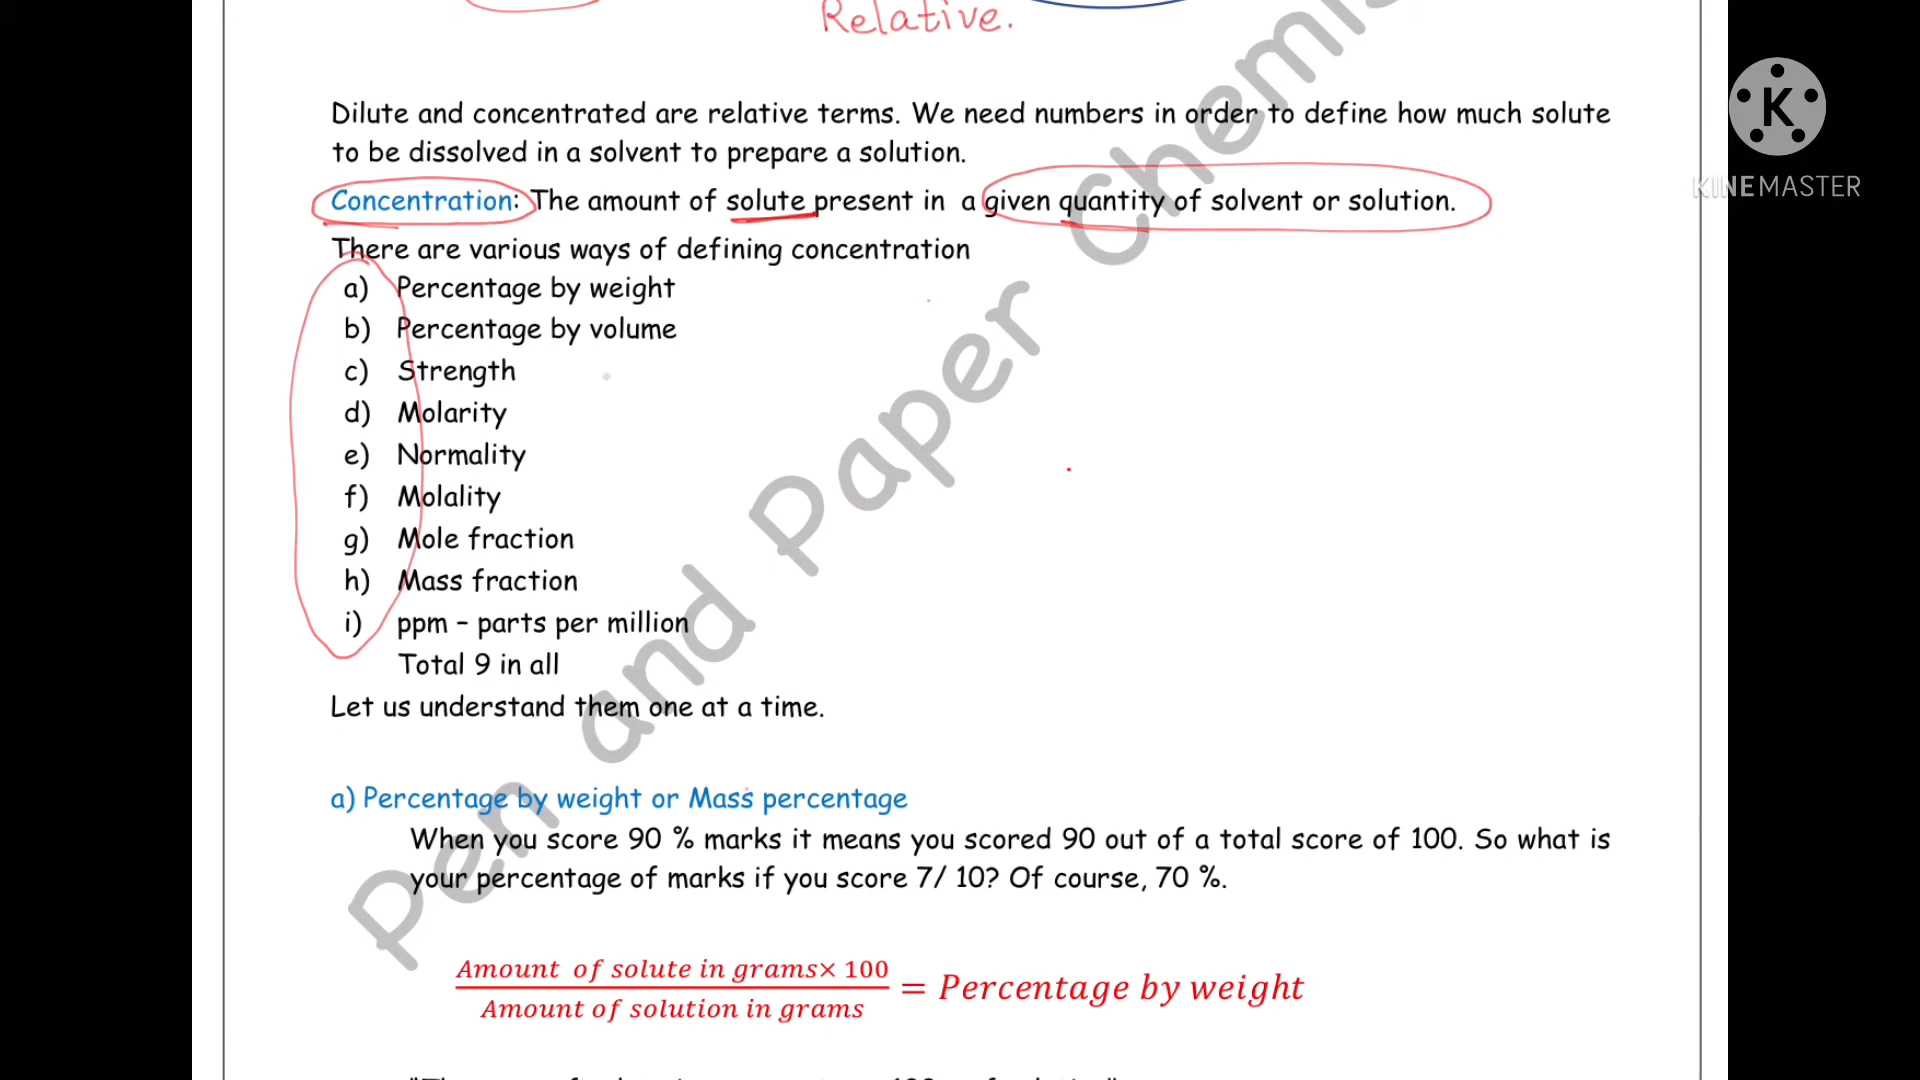 Relative.
Dilute and concentrated are relative terms. We need numbers in order to define how much solute
to be dissolved in a solvent to prepare a solution.
Concentration: The amount of solute present in a given quantity of solvent or solution.
There are various ways of defining concentration
a) Percentage by weight
b) Percentage by volume
c) Strength
d) Molarity
e) Normality
f) Molality
g) Mole fraction
h) Mass fraction
i) ppm – parts per million
Total 9 in all
Let us understand them one at a time.
a) Percentage by weight or Mass percentage
When you score 90 % marks it means you scored 90 out of a total score of 100. So what is
your percentage of marks if you score 7/ 10? Of course, 70 %.
Amount of solute in grams× 100
Amount of solution in grams
= Percentage by weight
Pen and Paper
K
KINEMASTER